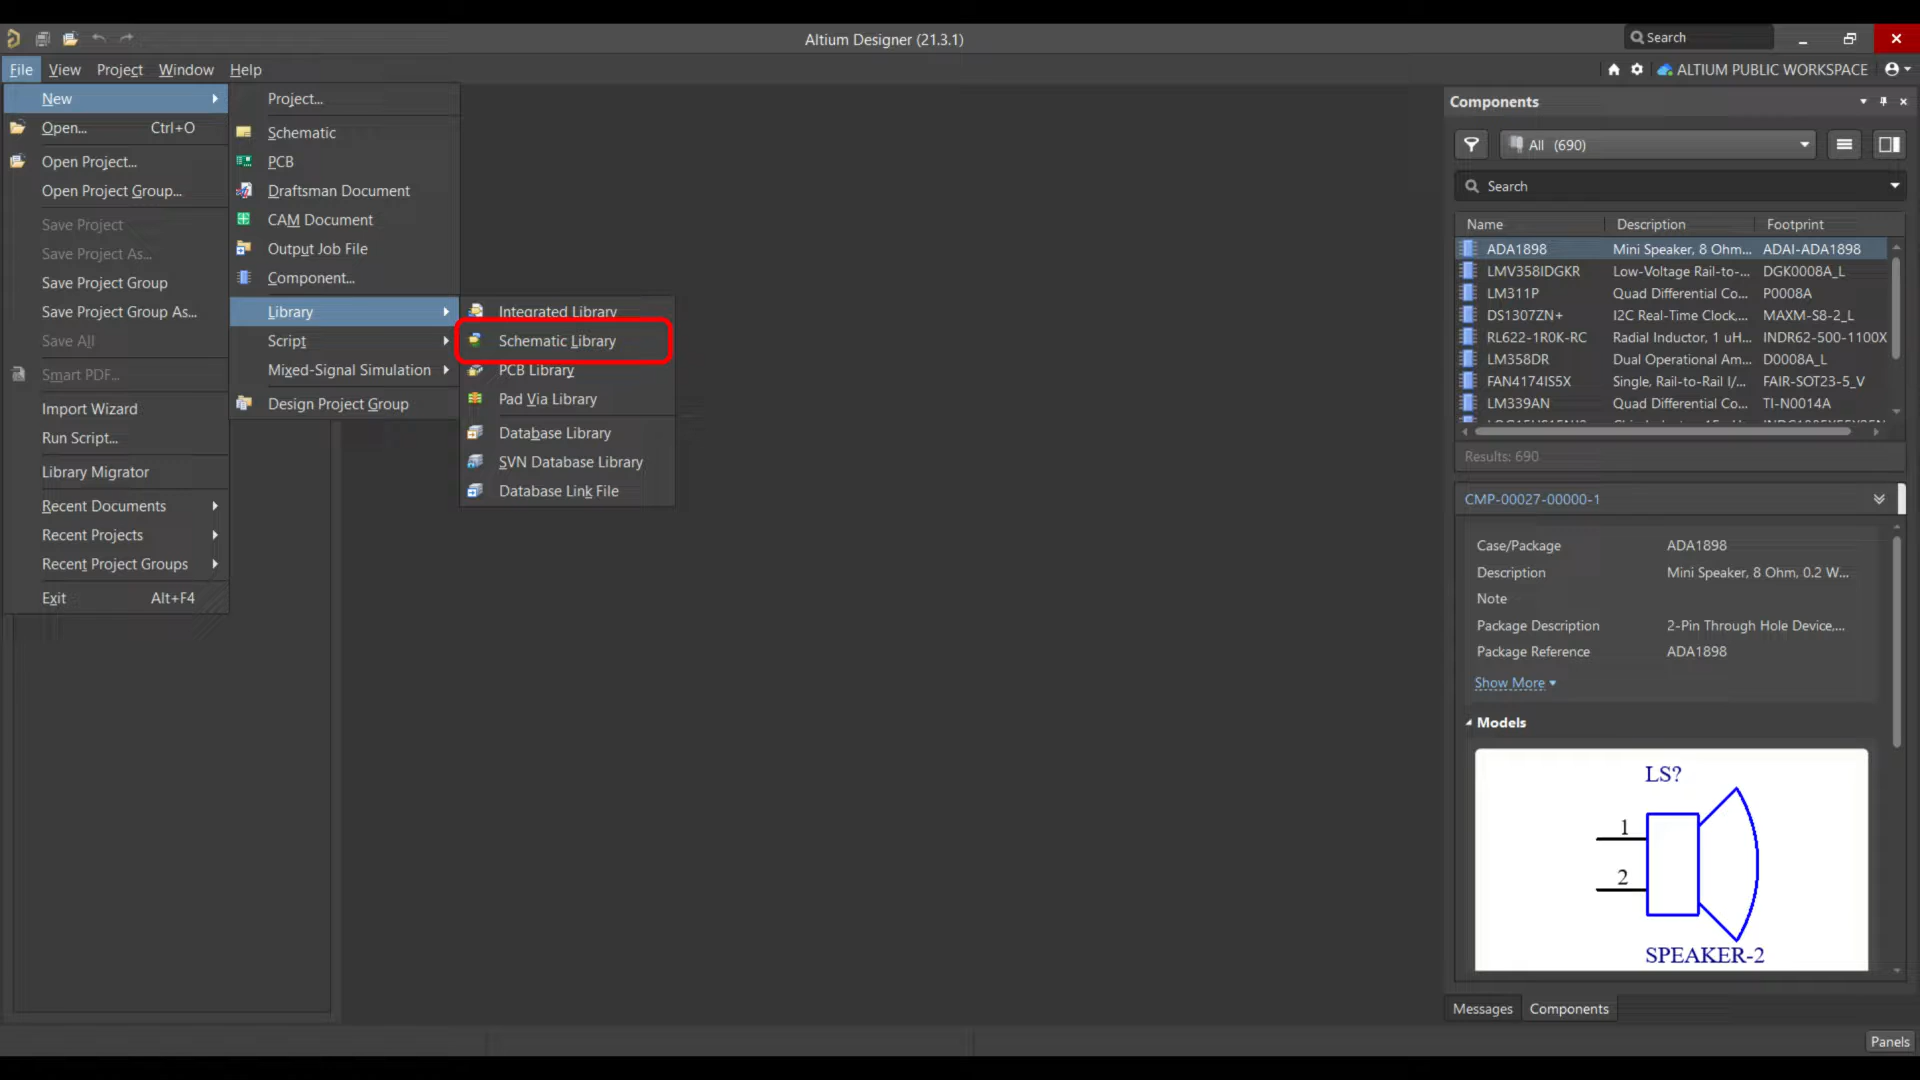 Altium Designer (21.3.1)
Search
File View Project Window Help
ALTIUM PUBLIC WORKSPACE
New
Open... Ctrl+O
Open Project...
Open Project Group...
Save Project
Save Project As...
Save Project Group
Save Project Group As...
Save All
Smart PDF...
Import Wizard
Run Script...
Library Migrator
Recent Documents
Recent Projects
Recent Project Groups
Exit Alt+F4
Project...
Schematic
PCB
Draftsman Document
CAM Document
Output Job File
Component...
Library
Script
Mixed-Signal Simulation
Design Project Group
Integrated Library
Schematic Library
PCB Library
Pad Via Library
Database Library
SVN Database Library
Database Link File
Components
All (690)
Search
Name Description Footprint
ADA1898 Mini Speaker, 8 Ohm... ADAI-ADA1898
LMV358IDGKR Low-Voltage Rail-to-... DGK0008A_L
LM311P Quad Differential Co... P0008A
DS1307ZN+ I2C Real-Time Clock,... MAXM-S8-2_L
RL622-1R0K-RC Radial Inductor, 1 uH... INDR62-500-1100X
LM358DR Dual Operational Am... D0008A_L
FAN4174IS5X Single, Rail-to-Rail I/... FAIR-SOT23-5_V
LM339AN Quad Differential Co... TI-N0014A
Results: 690
CMP-00027-00000-1
Case/Package ADA1898
Description Mini Speaker, 8 Ohm, 0.2 W...
Note
Package Description 2-Pin Through Hole Device,...
Package Reference ADA1898
Show More
Models
LS?
1
2
SPEAKER-2
Messages Components
Panels